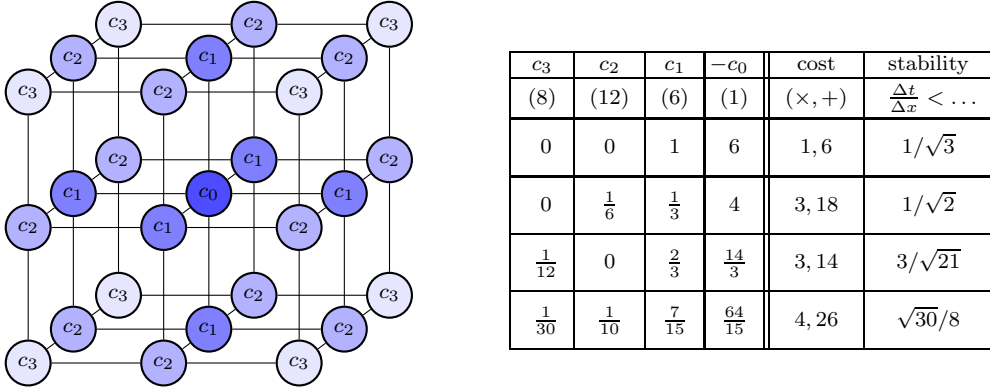 c₃ c₂ c₃
c₂ c₁ c₂
c₃ c₂ c₃
c₂ c₁ c₂
c₁ c₀ c₁
c₂ c₁ c₂
c₃ c₂ c₃
c₂ c₁ c₂
c₃ c₂ c₃
c₃ c₂ c₁ −c₀ cost stability
(8) (12) (6) (1) (×, +) Δt/Δx < …
0 0 1 6 1, 6 1/√3
0 1/6 1/3 4 3, 18 1/√2
1/12 0 2/3 14/3 3, 14 3/√21
1/30 1/10 7/15 64/15 4, 26 √30/8